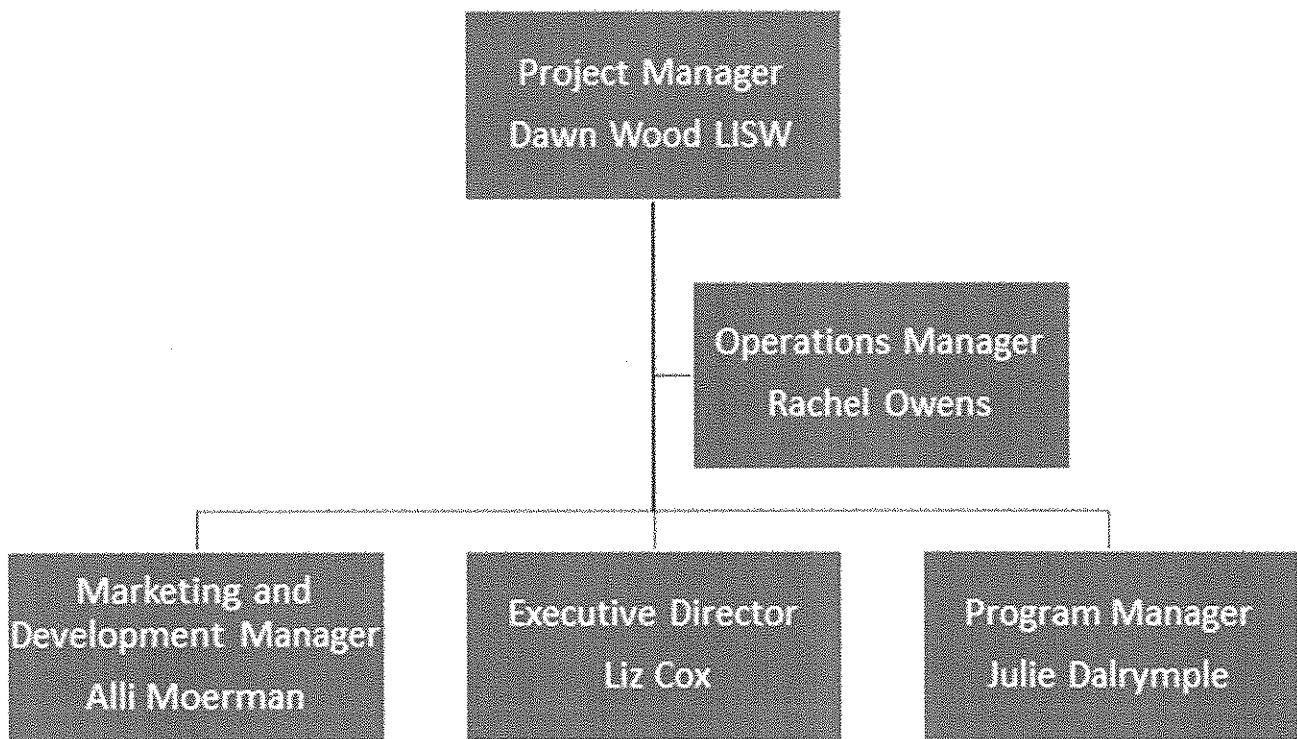 Project Manager
Dawn Wood LISW
Operations Manager
Rachel Owens
Marketing and
Development Manager
Alli Moerman
Executive Director
Liz Cox
Program Manager
Julie Dalrymple